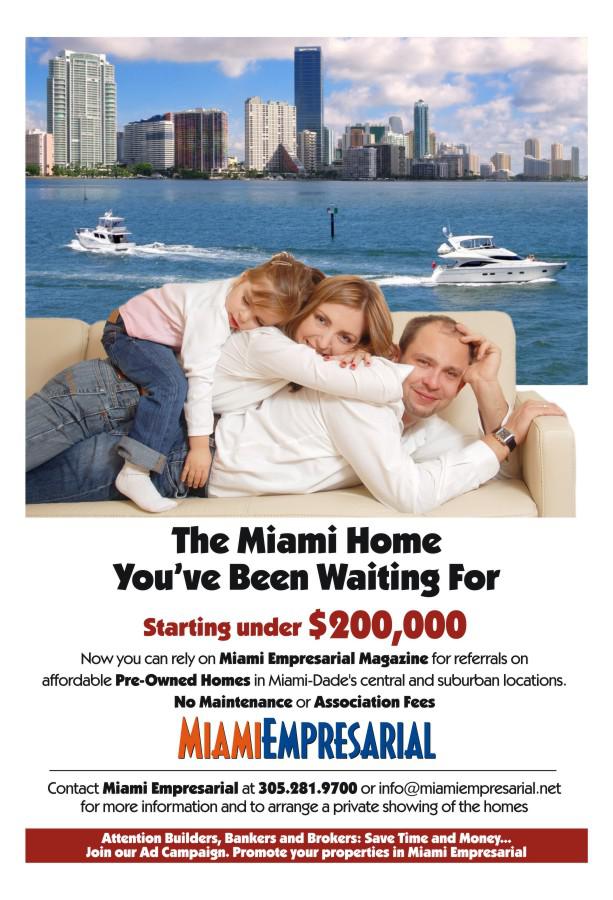 The Miami Home
You've Been Waiting For
Starting under $200,000
Now you can rely on Miami Empresarial Magazine for referrals on
affordable Pre-Owned Homes in Miami-Dade's central and suburban locations.
No Maintenance or Association Fees
MIAMIEMPRESARIAL
Contact Miami Empresarial at 305.281.9700 or info@miamiempresarial.net
for more information and to arrange a private showing of the homes
Attention Builders, Bankers and Brokers: Save Time and Money...
Join our Ad Campaign. Promote your properties in Miami Empresarial